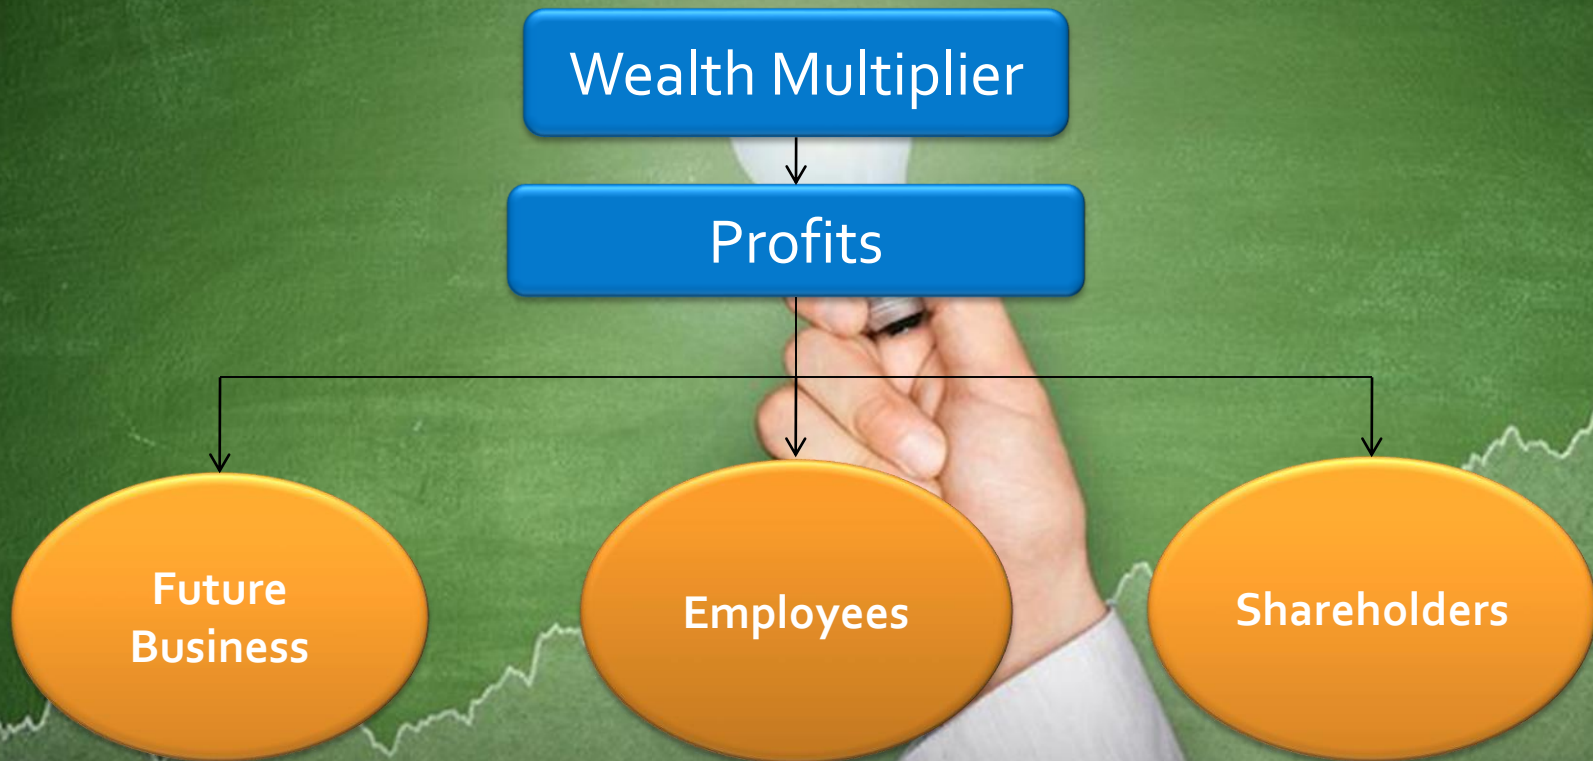 Wealth Multiplier
Profits
Future
Business
Employees
Shareholders